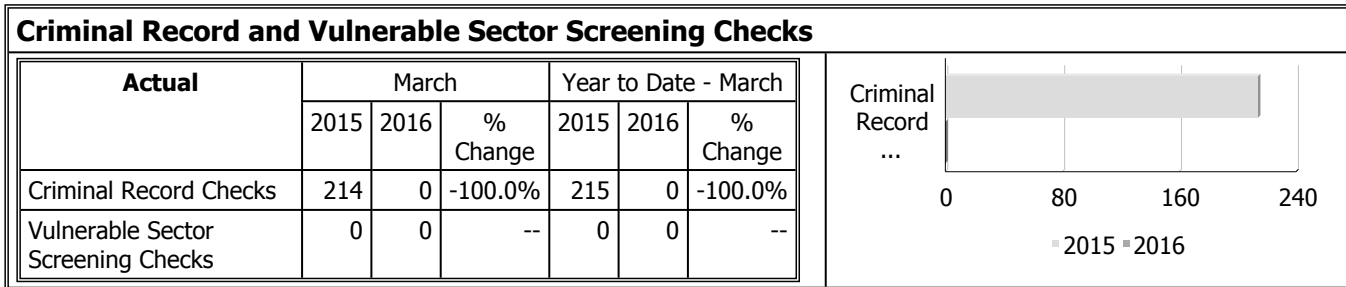 Criminal Record and Vulnerable Sector Screening Checks
Actual March Year to Date - March
2015 2016 % Change 2015 2016 % Change
Criminal Record Checks 214 0 -100.0% 215 0 -100.0%
Vulnerable Sector Screening Checks 0 0 -- 0 0 --
Criminal
Record
...
0 80 160 240
2015 2016